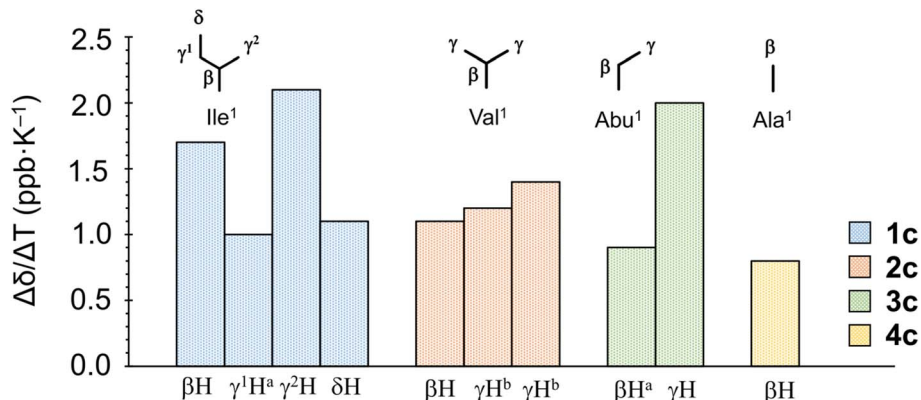 δ
γ¹ γ² γ γ β γ β
β β
Ile¹ Val¹ Abu¹ Ala¹
Δδ/ΔT (ppb·K⁻¹)
2.5
2.0
1.5
1.0
0.5
0.0
1c
2c
3c
4c
βH γ¹Hᵃ γ²H δH βH γHᵇ γHᵇ βHᵃ γH βH